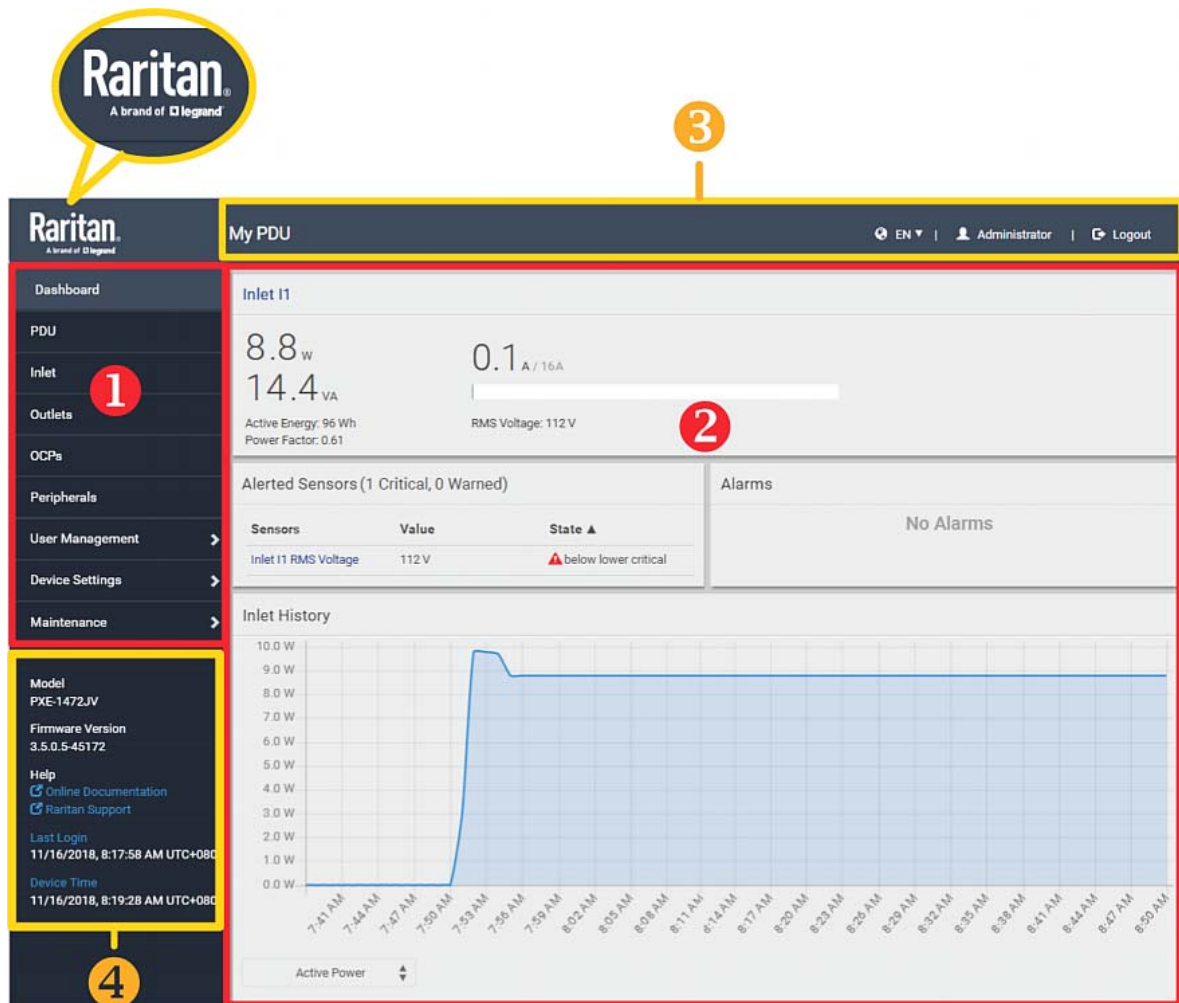 Raritan®
A brand of legrand
3
Raritan.
A brand of legrand
My PDU
EN ▼ | Administrator | Logout
Dashboard
PDU
Inlet
1
Outlets
OCPs
Peripherals
User Management
Device Settings
Maintenance
Inlet I1
8.8 W
14.4 VA
Active Energy: 96 Wh
Power Factor: 0.61
0.1 A / 16A
RMS Voltage: 112 V
2
Alerted Sensors (1 Critical, 0 Warned)
Sensors Value State ▲
Inlet I1 RMS Voltage 112 V below lower critical
Alarms
No Alarms
Inlet History
10.0 W
9.0 W
8.0 W
7.0 W
6.0 W
5.0 W
4.0 W
3.0 W
2.0 W
1.0 W
0.0 W
7:41 AM 7:44 AM 7:47 AM 7:50 AM 7:53 AM 7:56 AM 7:59 AM 8:02 AM 8:05 AM 8:08 AM 8:11 AM 8:14 AM 8:17 AM 8:20 AM 8:23 AM 8:26 AM 8:29 AM 8:32 AM 8:35 AM 8:38 AM 8:41 AM 8:44 AM 8:47 AM 8:50 AM
Active Power
Model
PXE-1472JV
Firmware Version
3.5.0.5-45172
Help
Online Documentation
Raritan Support
Last Login
11/16/2018, 8:17:58 AM UTC+080
Device Time
11/16/2018, 8:19:28 AM UTC+080
4